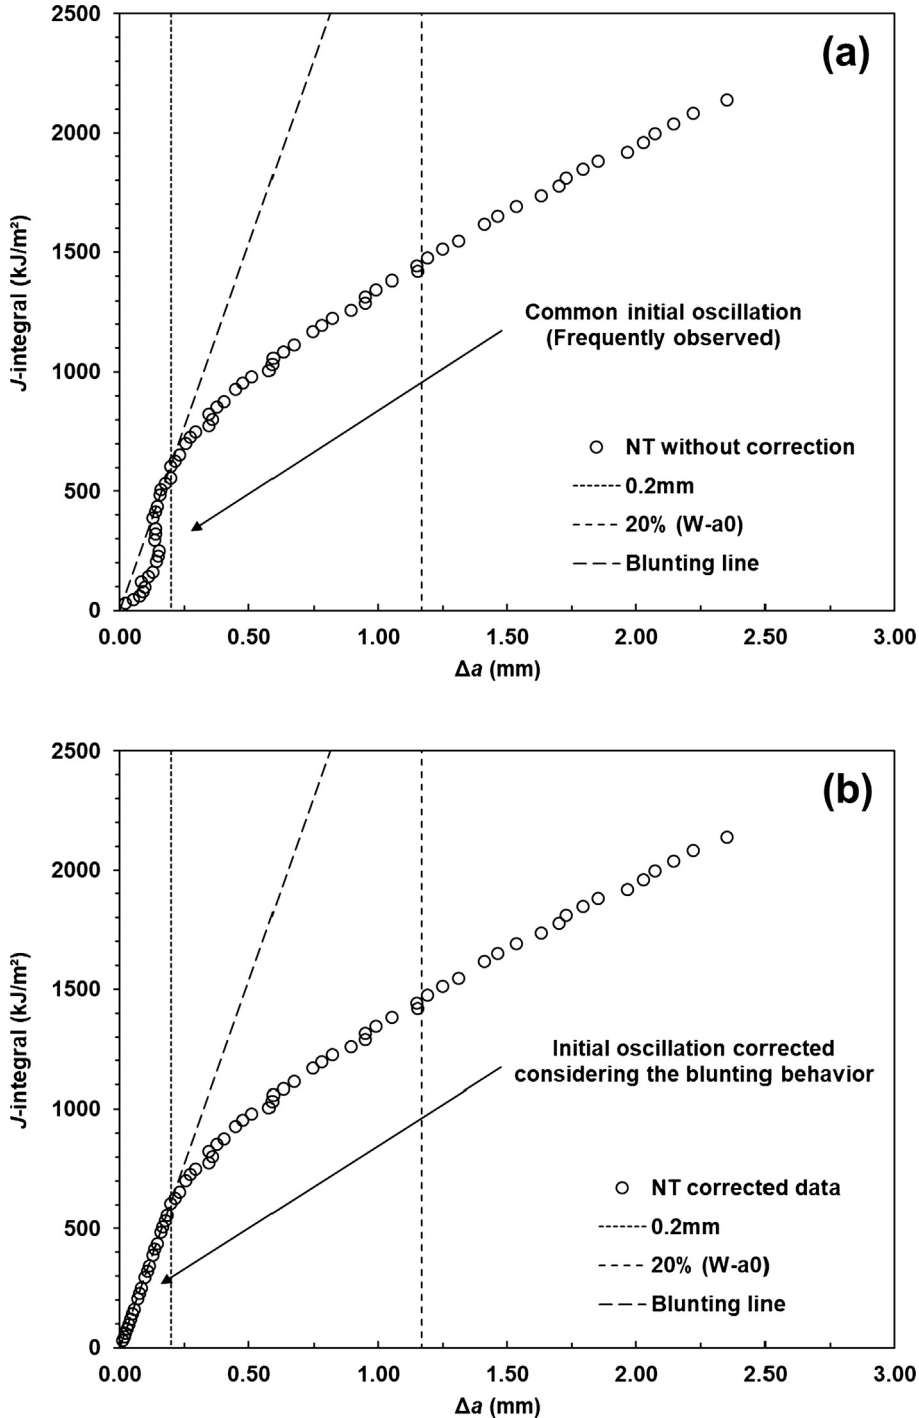 (a)
2500
2000
1500
1000
500
0
J-integral (kJ/m²)
0.00 0.50 1.00 1.50 2.00 2.50 3.00
Δa (mm)
Common initial oscillation
(Frequently observed)
NT without correction
0.2mm
20% (W-a0)
Blunting line
(b)
2500
2000
1500
1000
500
0
J-integral (kJ/m²)
0.00 0.50 1.00 1.50 2.00 2.50 3.00
Δa (mm)
Initial oscillation corrected
considering the blunting behavior
NT corrected data
0.2mm
20% (W-a0)
Blunting line